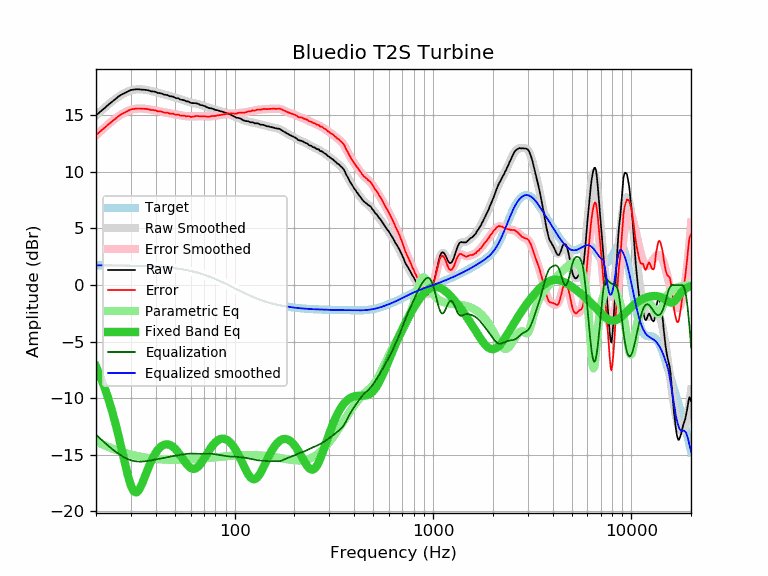 Bluedio T2S Turbine
Amplitude (dBr)
15
10
5
0
−5
−10
−15
−20
Target
Raw Smoothed
Error Smoothed
Raw
Error
Parametric Eq
Fixed Band Eq
Equalization
Equalized smoothed
100
1000
10000
Frequency (Hz)